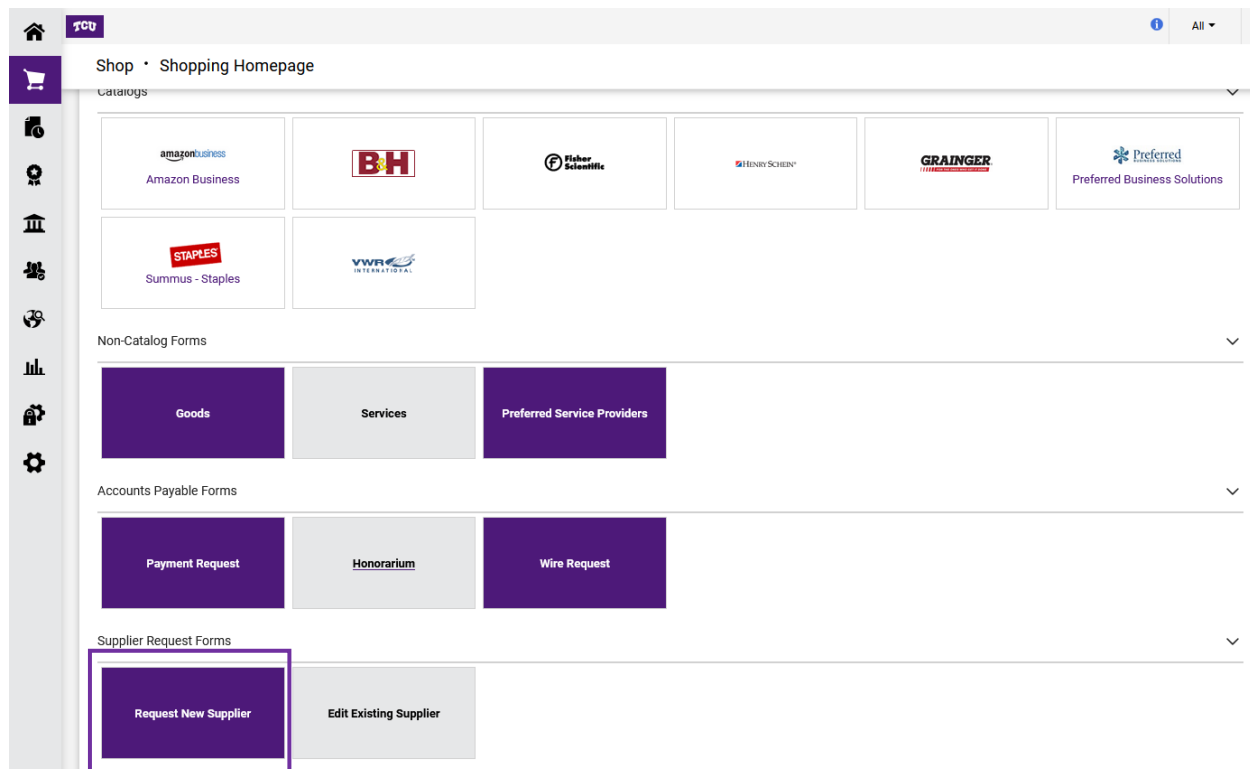 TCU
All
Shop • Shopping Homepage
Catalogs
amazonbusiness
Amazon Business
B&H
Fisher
Scientific
HENRY SCHEIN®
GRAINGER
Preferred
BUSINESS SOLUTIONS
Preferred Business Solutions
STAPLES
Summus - Staples
VWR
INTERNATIONAL
Non-Catalog Forms
Goods
Services
Preferred Service Providers
Accounts Payable Forms
Payment Request
Honorarium
Wire Request
Supplier Request Forms
Request New Supplier
Edit Existing Supplier